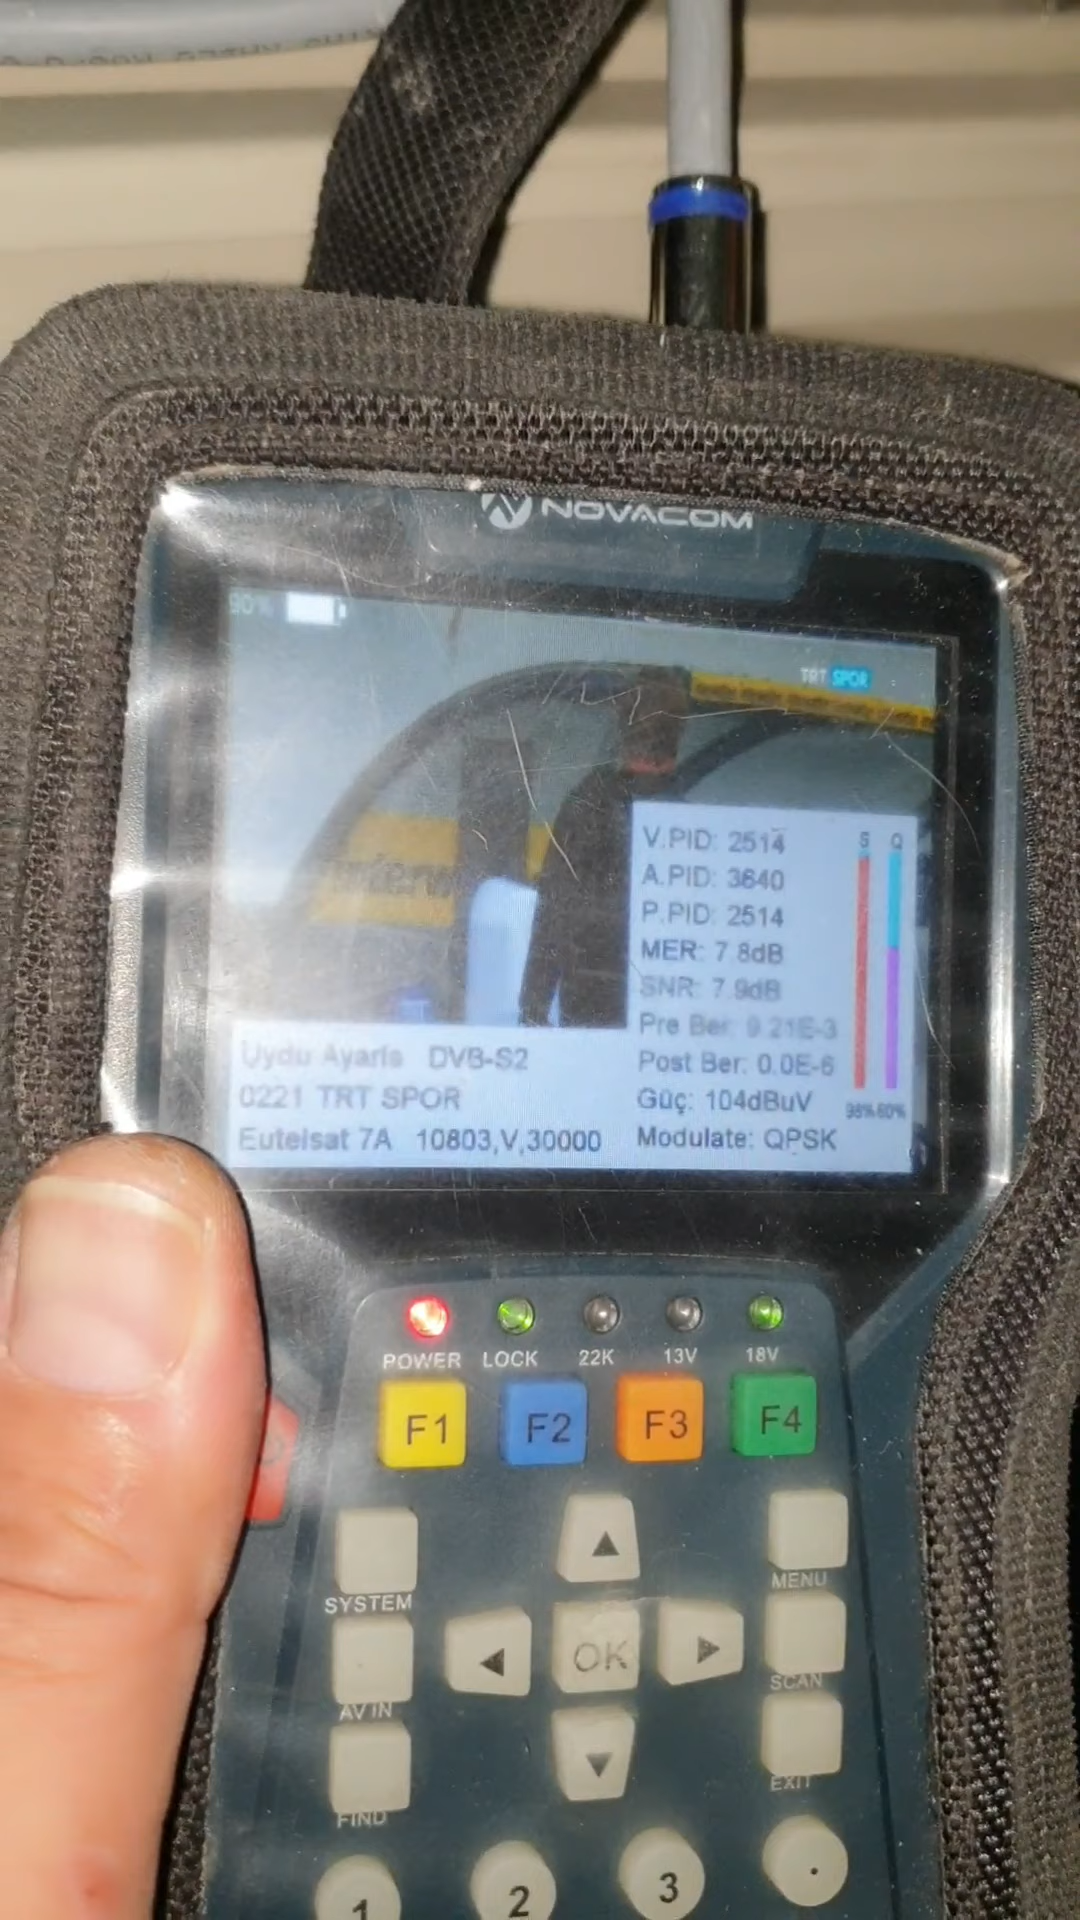 NOVACOM
90%
TRT SPOR
V.PID: 2514
A.PID: 3640
P.PID: 2514
MER: 7.8dB
SNR: 7.9dB
Pre Ber: 9.21E-3
Post Ber: 0.0E-6
Güç: 104dBuV
Modulate: QPSK
S Q
98% 60%
Uydu Ayarla DVB-S2
0221 TRT SPOR
Eutelsat 7A 10803,V,30000
POWER LOCK 22K 13V 18V
F1 F2 F3 F4
SYSTEM
MENU
OK
AV IN
SCAN
FIND
EXIT
1 2 3 .